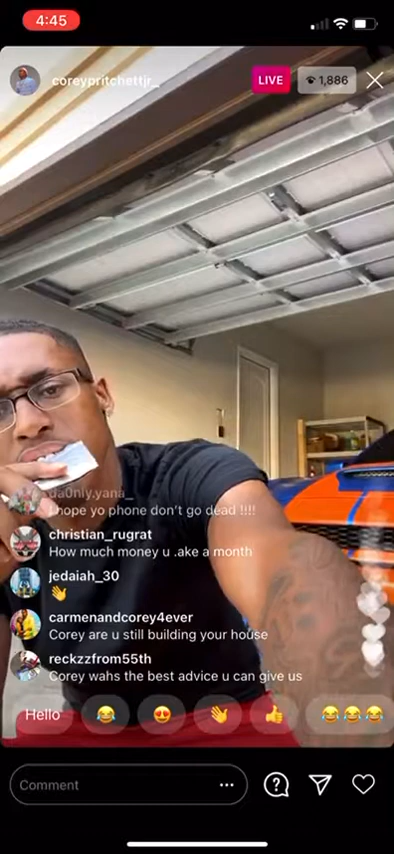 4:45
coreypritchettjr_
LIVE
1,886
da0nly.yana_
I hope yo phone don't go dead !!!!
christian_rugrat
How much money u .ake a month
jedaiah_30
👋
carmenandcorey4ever
Corey are u still building your house
reckzzfrom55th
Corey wahs the best advice u can give us
Hello 😂 😍 👋 👍 😂😂😂
Comment